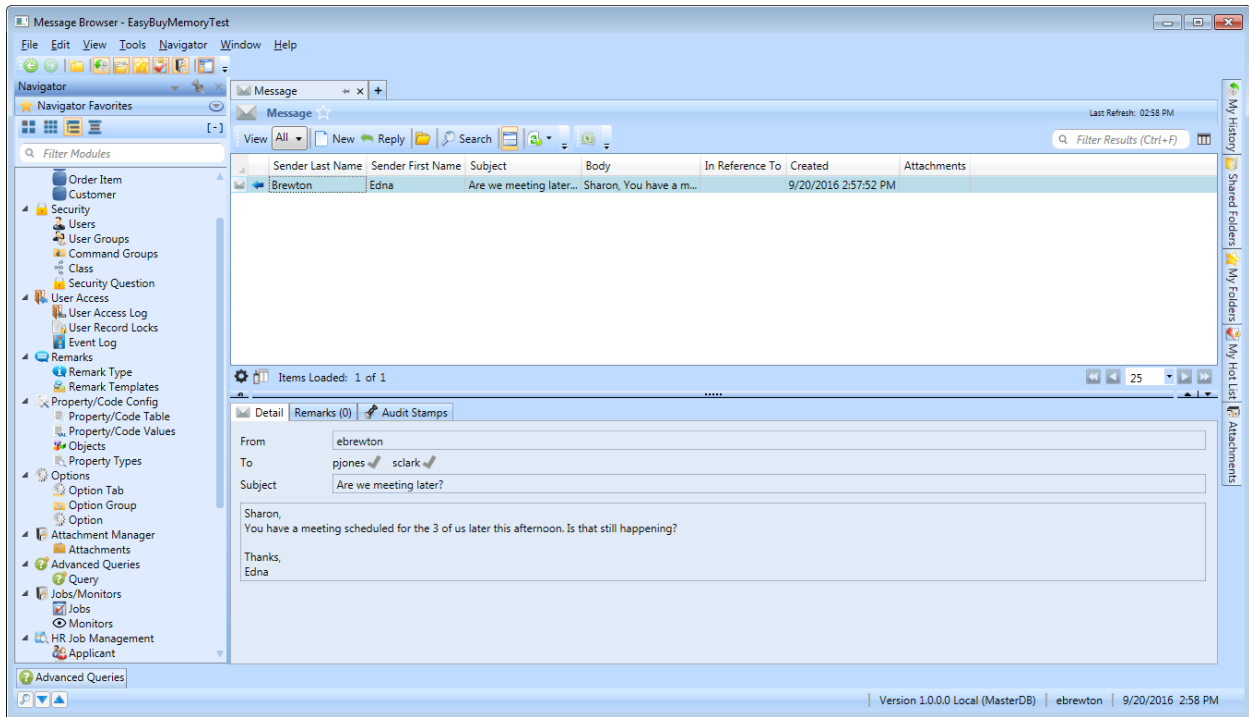 Message Browser - EasyBuyMemoryTest
File Edit View Tools Navigator Window Help
Navigator
Navigator Favorites
[-]
Filter Modules
Order Item
Customer
Security
Users
User Groups
Command Groups
Class
Security Question
User Access
User Access Log
User Record Locks
Event Log
Remarks
Remark Type
Remark Templates
Property/Code Config
Property/Code Table
Property/Code Values
Objects
Property Types
Options
Option Tab
Option Group
Option
Attachment Manager
Attachments
Advanced Queries
Query
Jobs/Monitors
Jobs
Monitors
HR Job Management
Applicant
Message x +
Message Last Refresh: 02:58 PM
View All New Reply Search Filter Results (Ctrl+F)
Sender Last Name Sender First Name Subject Body In Reference To Created Attachments
Brewton Edna Are we meeting later... Sharon, You have a m... 9/20/2016 2:57:52 PM
Items Loaded: 1 of 1 25
Detail Remarks (0) Audit Stamps
From ebrewton
To pjones sclark
Subject Are we meeting later?
Sharon,
You have a meeting scheduled for the 3 of us later this afternoon. Is that still happening?
Thanks,
Edna
My History
Shared Folders
My Folders
My Hot List
Attachments
Advanced Queries
Version 1.0.0.0 Local (MasterDB) ebrewton 9/20/2016 2:58 PM